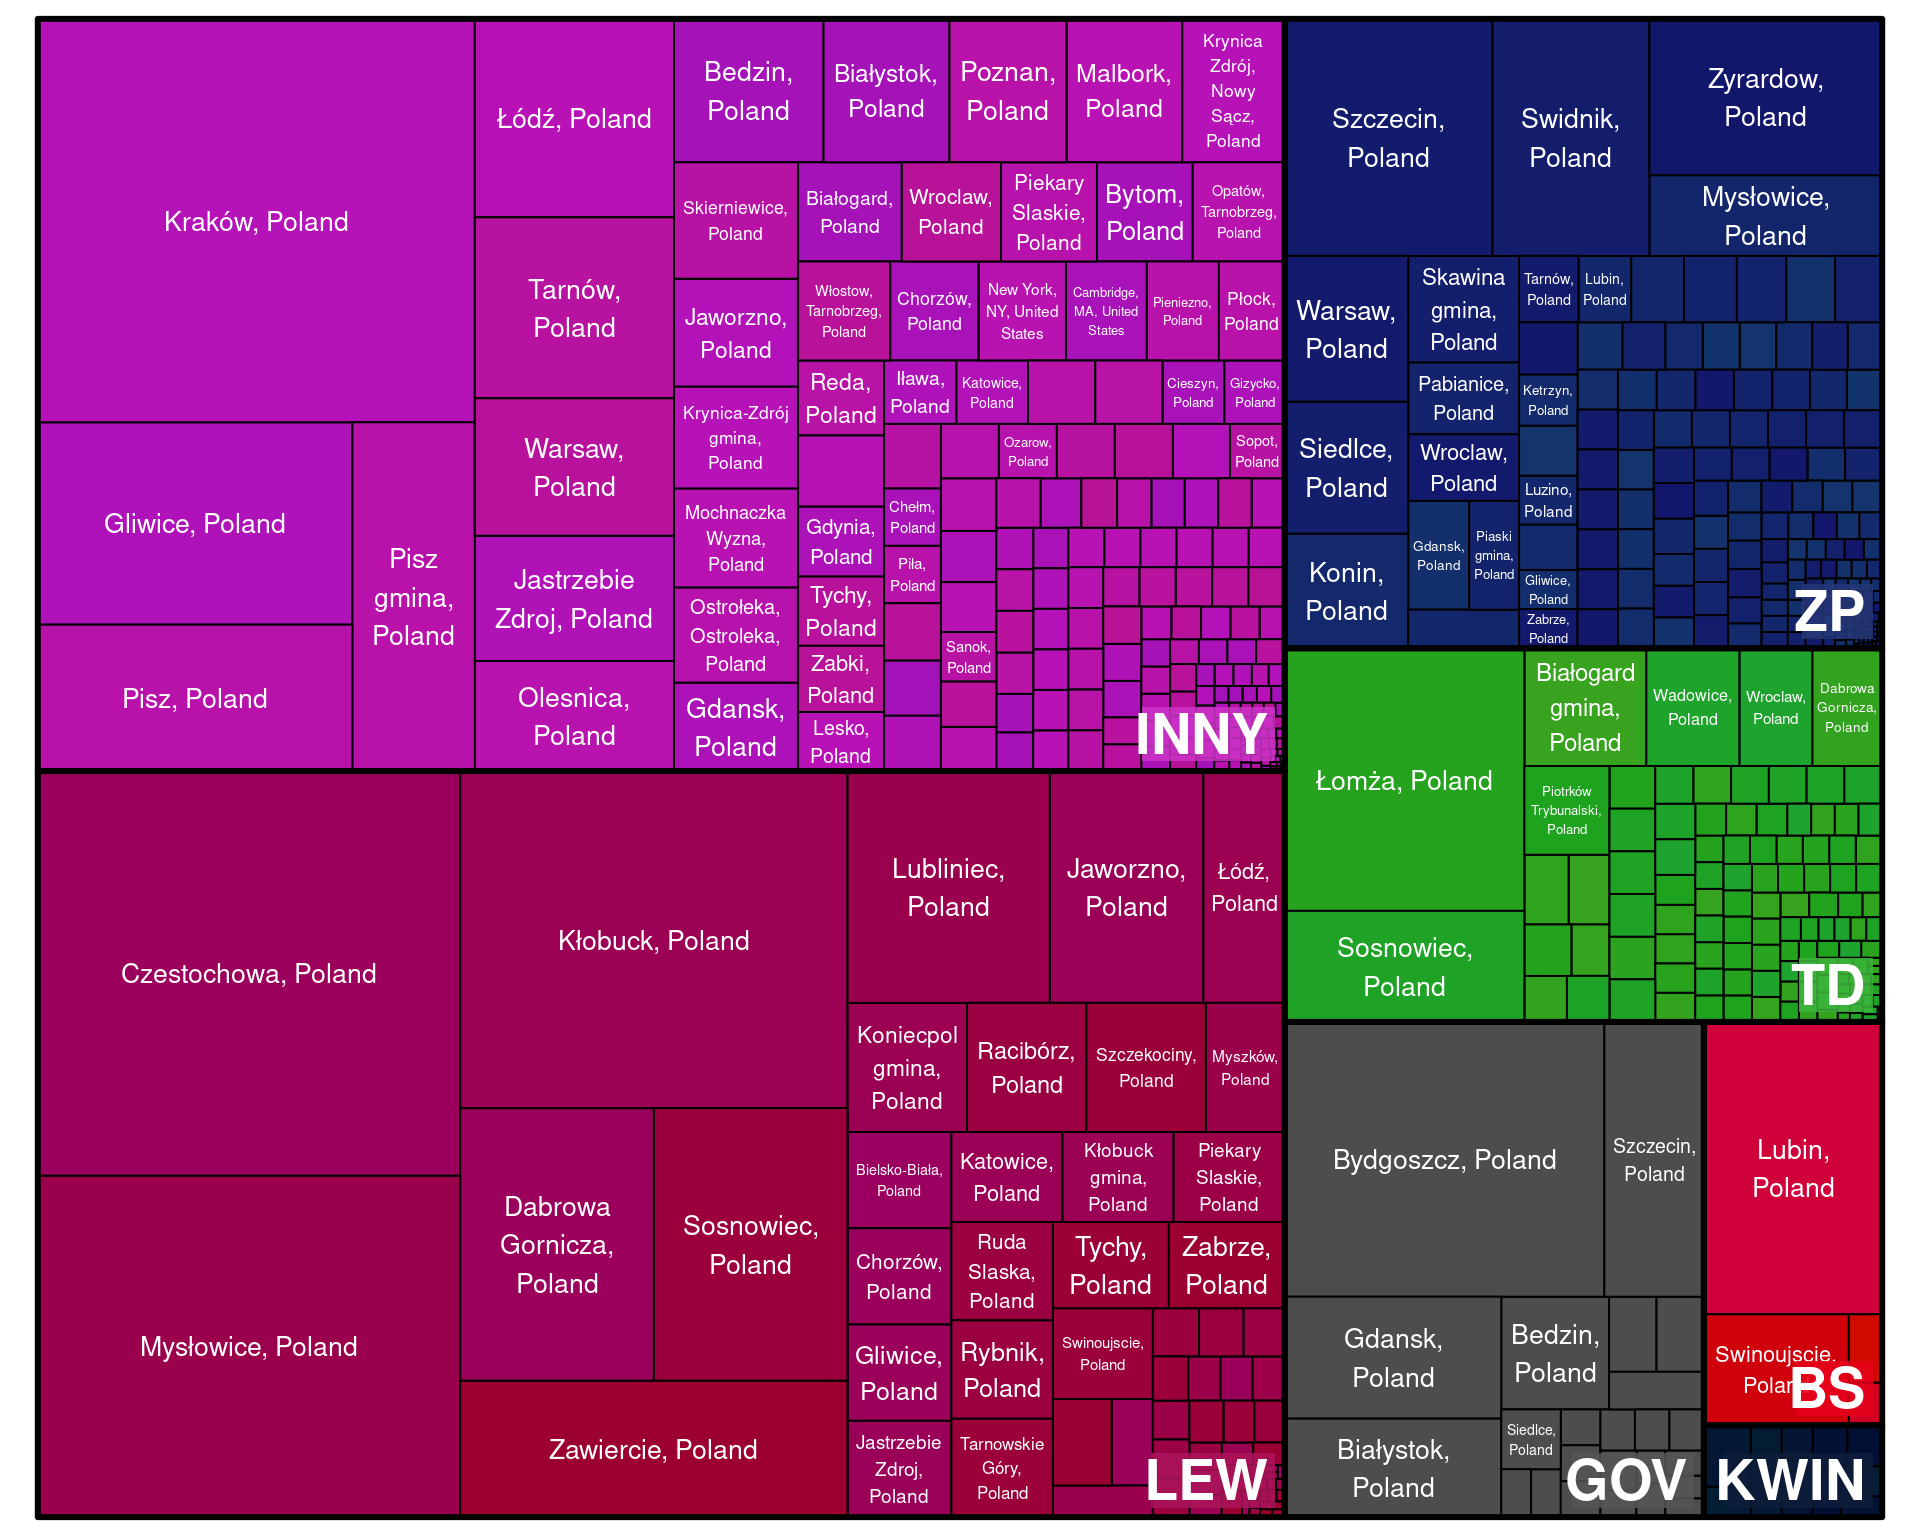 Kraków, Poland
Gliwice, Poland
Pisz, Poland
Pisz
gmina,
Poland
Łódź, Poland
Tarnów,
Poland
Warsaw,
Poland
Jastrzebie
Zdroj, Poland
Olesnica,
Poland
Bedzin,
Poland
Białystok,
Poland
Poznan,
Poland
Malbork,
Poland
Krynica
Zdrój,
Nowy
Sącz,
Poland
Skierniewice,
Poland
Jaworzno,
Poland
Krynica-Zdrój
gmina,
Poland
Mochnaczka
Wyzna,
Poland
Ostrołeka,
Ostroleka,
Poland
Gdansk,
Poland
Białogard,
Poland
Wroclaw,
Poland
Piekary
Slaskie,
Poland
Bytom,
Poland
Opatów,
Tarnobrzeg,
Poland
Włostow,
Tarnobrzeg,
Poland
Chorzów,
Poland
New York,
NY, United
States
Cambridge,
MA, United
States
Pieniezno,
Poland
Płock,
Poland
Reda,
Poland
Iława,
Poland
Katowice,
Poland
Cieszyn,
Poland
Gizycko,
Poland
Ozarow,
Poland
Sopot,
Poland
Gdynia,
Poland
Tychy,
Poland
Zabki,
Poland
Lesko,
Poland
Chełm,
Poland
Piła,
Poland
Sanok,
Poland
INNY
Czestochowa, Poland
Mysłowice, Poland
Kłobuck, Poland
Dabrowa
Gornicza,
Poland
Sosnowiec,
Poland
Zawiercie, Poland
Lubliniec,
Poland
Jaworzno,
Poland
Łódź,
Poland
Koniecpol
gmina,
Poland
Racibórz,
Poland
Szczekociny,
Poland
Myszków,
Poland
Bielsko-Biała,
Poland
Chorzów,
Poland
Gliwice,
Poland
Jastrzebie
Zdroj,
Poland
Katowice,
Poland
Kłobuck
gmina,
Poland
Piekary
Slaskie,
Poland
Ruda
Slaska,
Poland
Rybnik,
Poland
Tarnowskie
Góry,
Poland
Tychy,
Poland
Zabrze,
Poland
Swinoujscie,
Poland
LEW
Szczecin,
Poland
Swidnik,
Poland
Zyrardow,
Poland
Mysłowice,
Poland
Warsaw,
Poland
Siedlce,
Poland
Konin,
Poland
Skawina
gmina,
Poland
Pabianice,
Poland
Wroclaw,
Poland
Gdansk,
Poland
Piaski
gmina,
Poland
Tarnów,
Poland
Lubin,
Poland
Ketrzyn,
Poland
Luzino,
Poland
Gliwice,
Poland
Zabrze,
Poland
ZP
Łomża, Poland
Sosnowiec,
Poland
Białogard
gmina,
Poland
Wadowice,
Poland
Wroclaw,
Poland
Dabrowa
Gornicza,
Poland
Piotrków
Trybunalski,
Poland
TD
Bydgoszcz, Poland
Szczecin,
Poland
Gdansk,
Poland
Białystok,
Poland
Bedzin,
Poland
Siedlce,
Poland
GOV
Lubin,
Poland
Swinoujscie,
Poland
BS
KWIN